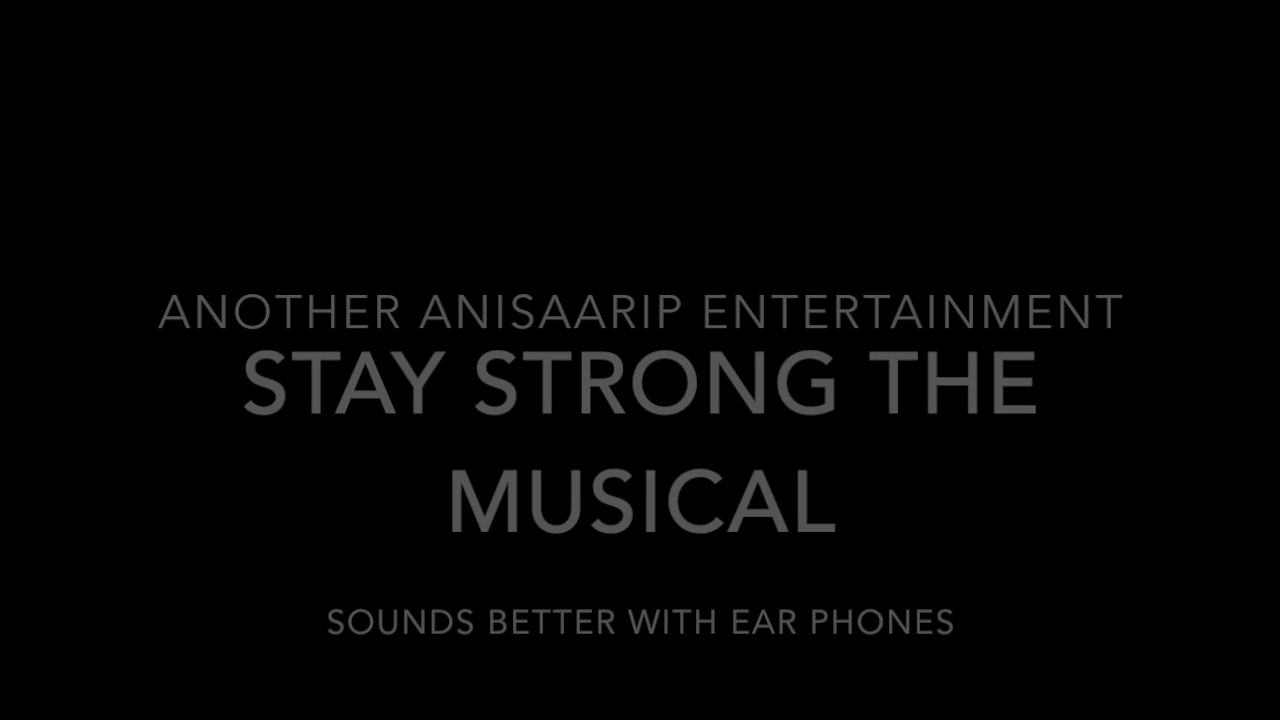 ANOTHER ANISAARIP ENTERTAINMENT
STAY STRONG THE
MUSICAL
SOUNDS BETTER WITH EAR PHONES